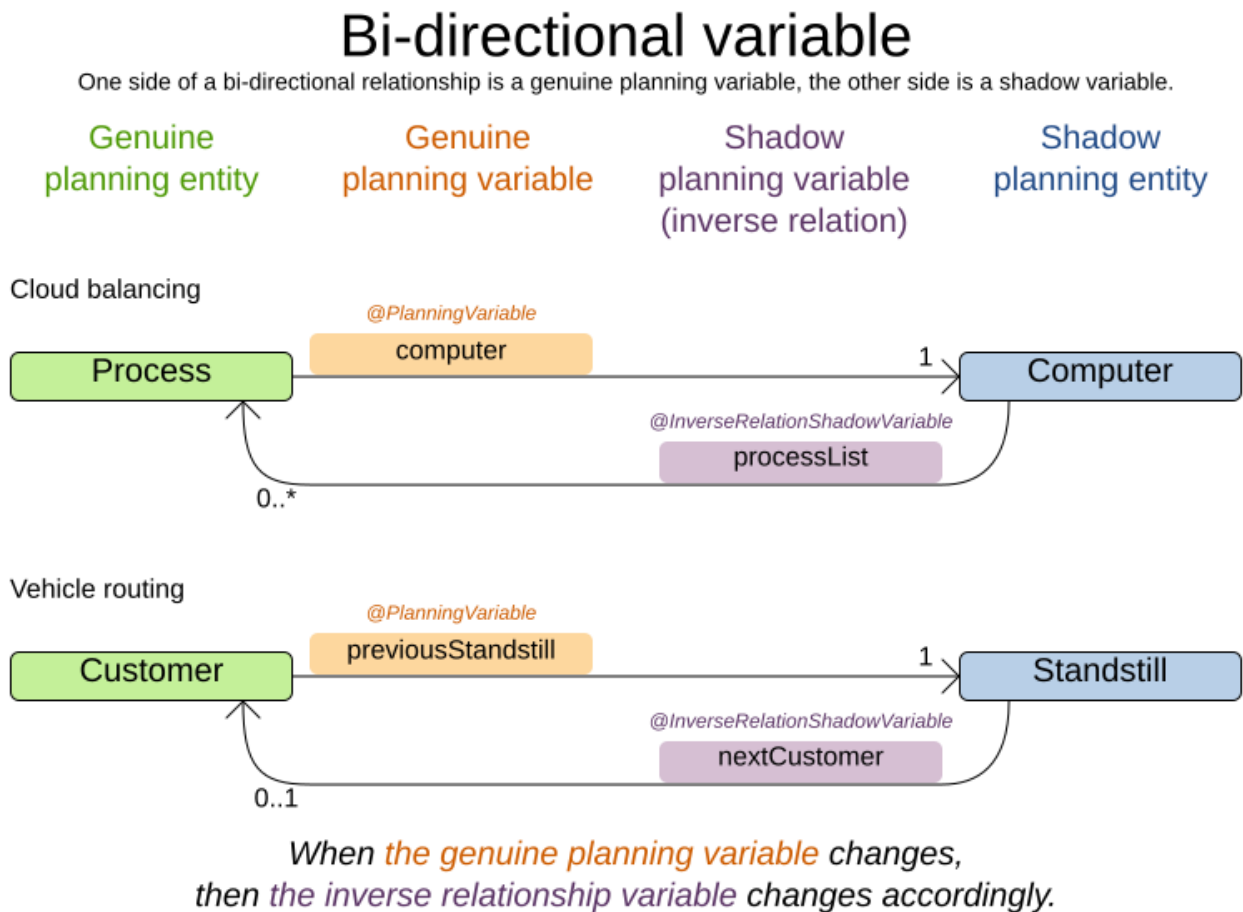 Bi-directional variable
One side of a bi-directional relationship is a genuine planning variable, the other side is a shadow variable.
Genuine
planning entity
Genuine
planning variable
Shadow
planning variable
(inverse relation)
Shadow
planning entity
Cloud balancing
@PlanningVariable
computer
Process
1
Computer
@InverseRelationShadowVariable
processList
0..*
Vehicle routing
@PlanningVariable
previousStandstill
Customer
1
Standstill
@InverseRelationShadowVariable
nextCustomer
0..1
When the genuine planning variable changes,
then the inverse relationship variable changes accordingly.